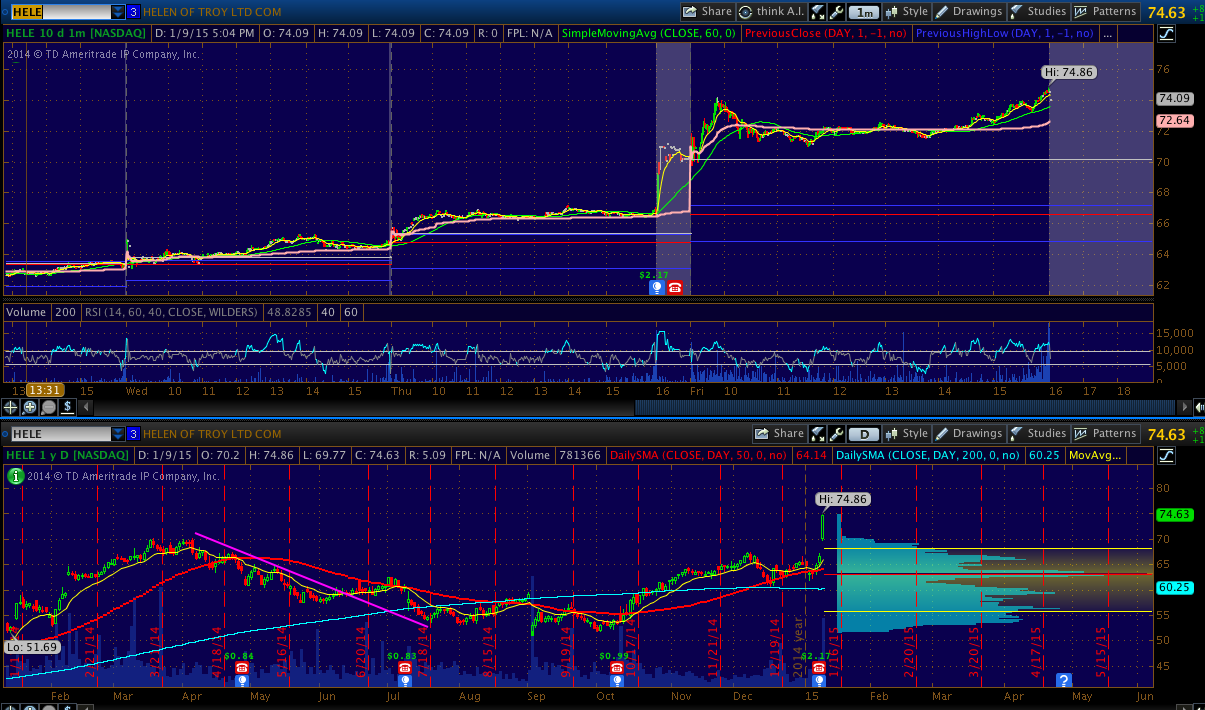 HELE 3 HELEN OF TROY LTD COM Share think A.I. 1m Style Drawings Studies Patterns 74.63
HELE 10 d 1m [NASDAQ] D: 1/9/15 5:04 PM O: 74.09 H: 74.09 L: 74.09 C: 74.09 R: 0 FPL: N/A SimpleMovingAvg (CLOSE, 60, 0) PreviousClose (DAY, 1, -1, no) PreviousHighLow (DAY, 1, -1, no) ...
2014 © TD Ameritrade IP Company, Inc.
Hi: 74.86
76
74.09
72.64
72
70
68
66
64
62
$2.17
Volume 200 RSI (14, 60, 40, CLOSE, WILDERS) 48.8285 40 60
15,000
10,000
5,000
0
13 13:31 15 Wed 10 11 12 13 14 15 Thu 10 11 12 13 14 15 16 Fri 10 11 12 13 14 15 16 17 18
$
HELE 3 HELEN OF TROY LTD COM Share D Style Drawings Studies Patterns 74.63
HELE 1 y D [NASDAQ] D: 1/9/15 O: 70.2 H: 74.86 L: 69.77 C: 74.63 R: 5.09 FPL: N/A Volume 781366 DailySMA (CLOSE, DAY, 50, 0, no) 64.14 DailySMA (CLOSE, DAY, 200, 0, no) 60.25 MovAvg...
2014 © TD Ameritrade IP Company, Inc.
Hi: 74.86
80
74.63
70
65
60.25
55
50
45
Lo: 51.69
2/21/14
3/21/14
4/18/14
5/16/14
6/20/14
7/18/14
8/15/14
9/19/14
10/17/14
11/21/14
12/19/14
2014 year
2/20/15
4/17/15
5/15/15
$0.84 $0.83 $0.99 $2.17
?
Feb Mar Apr May Jun Jul Aug Sep Oct Nov Dec 15 Feb Mar Apr May Jun